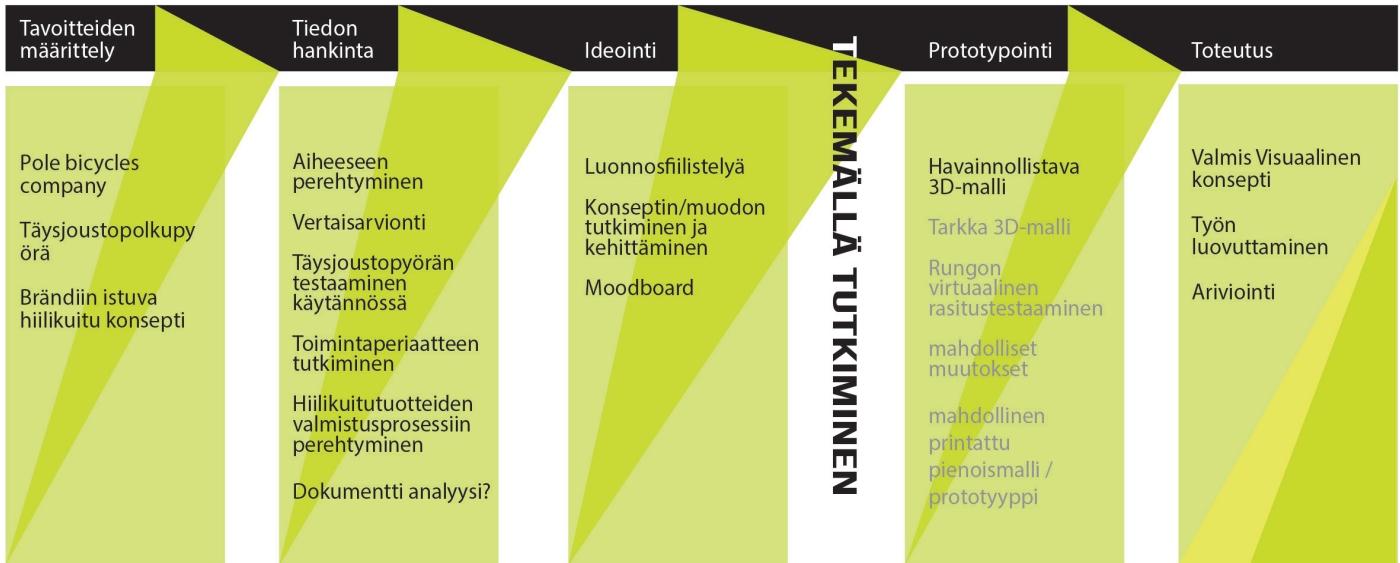 Tavoitteiden
määrittely
Pole bicycles
company
Täysjoustopolkupy
örä
Brändiin istuva
hiilikuitu konsepti
Tiedon
hankinta
Aiheeseen
perehtyminen
Vertaisarvionti
Täysjoustopyörän
testaaminen
käytännössä
Toimintaperiaatteen
tutkiminen
Hiilikuitutuotteiden
valmistusprosessiin
perehtyminen
Dokumentti analyysi?
Ideointi
Luonnosfiilistelyä
Konseptin/muodon
tutkiminen ja
kehittäminen
Moodboard
TEKEMÄLLÄ TUTKIMINEN
Prototypointi
Havainnollistava
3D-malli
Tarkka 3D-malli
Rungon
virtuaalinen
rasitustestaaminen
mahdolliset
muutokset
mahdollinen
printattu
pienoismalli /
prototyyppi
Toteutus
Valmis Visuaalinen
konsepti
Työn
luovuttaminen
Ariviointi